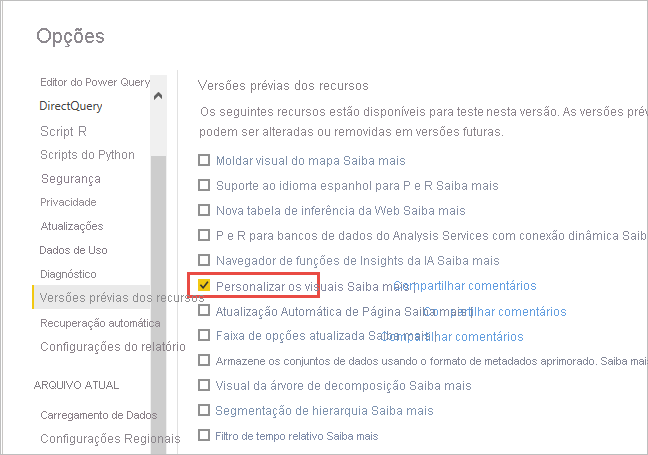 Opções
Editor do Power Query
DirectQuery
Script R
Scripts do Python
Segurança
Privacidade
Atualizações
Dados de Uso
Diagnóstico
Versões prévias dos recursos
Recuperação automática
Configurações do relatório
ARQUIVO ATUAL
Carregamento de Dados
Configurações Regionais
Versões prévias dos recursos
Os seguintes recursos estão disponíveis para teste nesta versão. As versões prév
podem ser alteradas ou removidas em versões futuras.
Moldar visual do mapa Saiba mais
Suporte ao idioma espanhol para P e R Saiba mais
Nova tabela de inferência da Web Saiba mais
P e R para bancos de dados do Analysis Services com conexão dinâmica Saiba
Navegador de funções de Insights da IA Saiba mais
Personalizar os visuais Saiba mais | Compartilhar comentários
Atualização Automática de Página Saiba mais | Compartilhar comentários
Faixa de opções atualizada Saiba mais | Compartilhar comentários
Armazene os conjuntos de dados usando o formato de metadados aprimorado. Saiba mais
Visual da árvore de decomposição Saiba mais
Segmentação de hierarquia Saiba mais
Filtro de tempo relativo Saiba mais